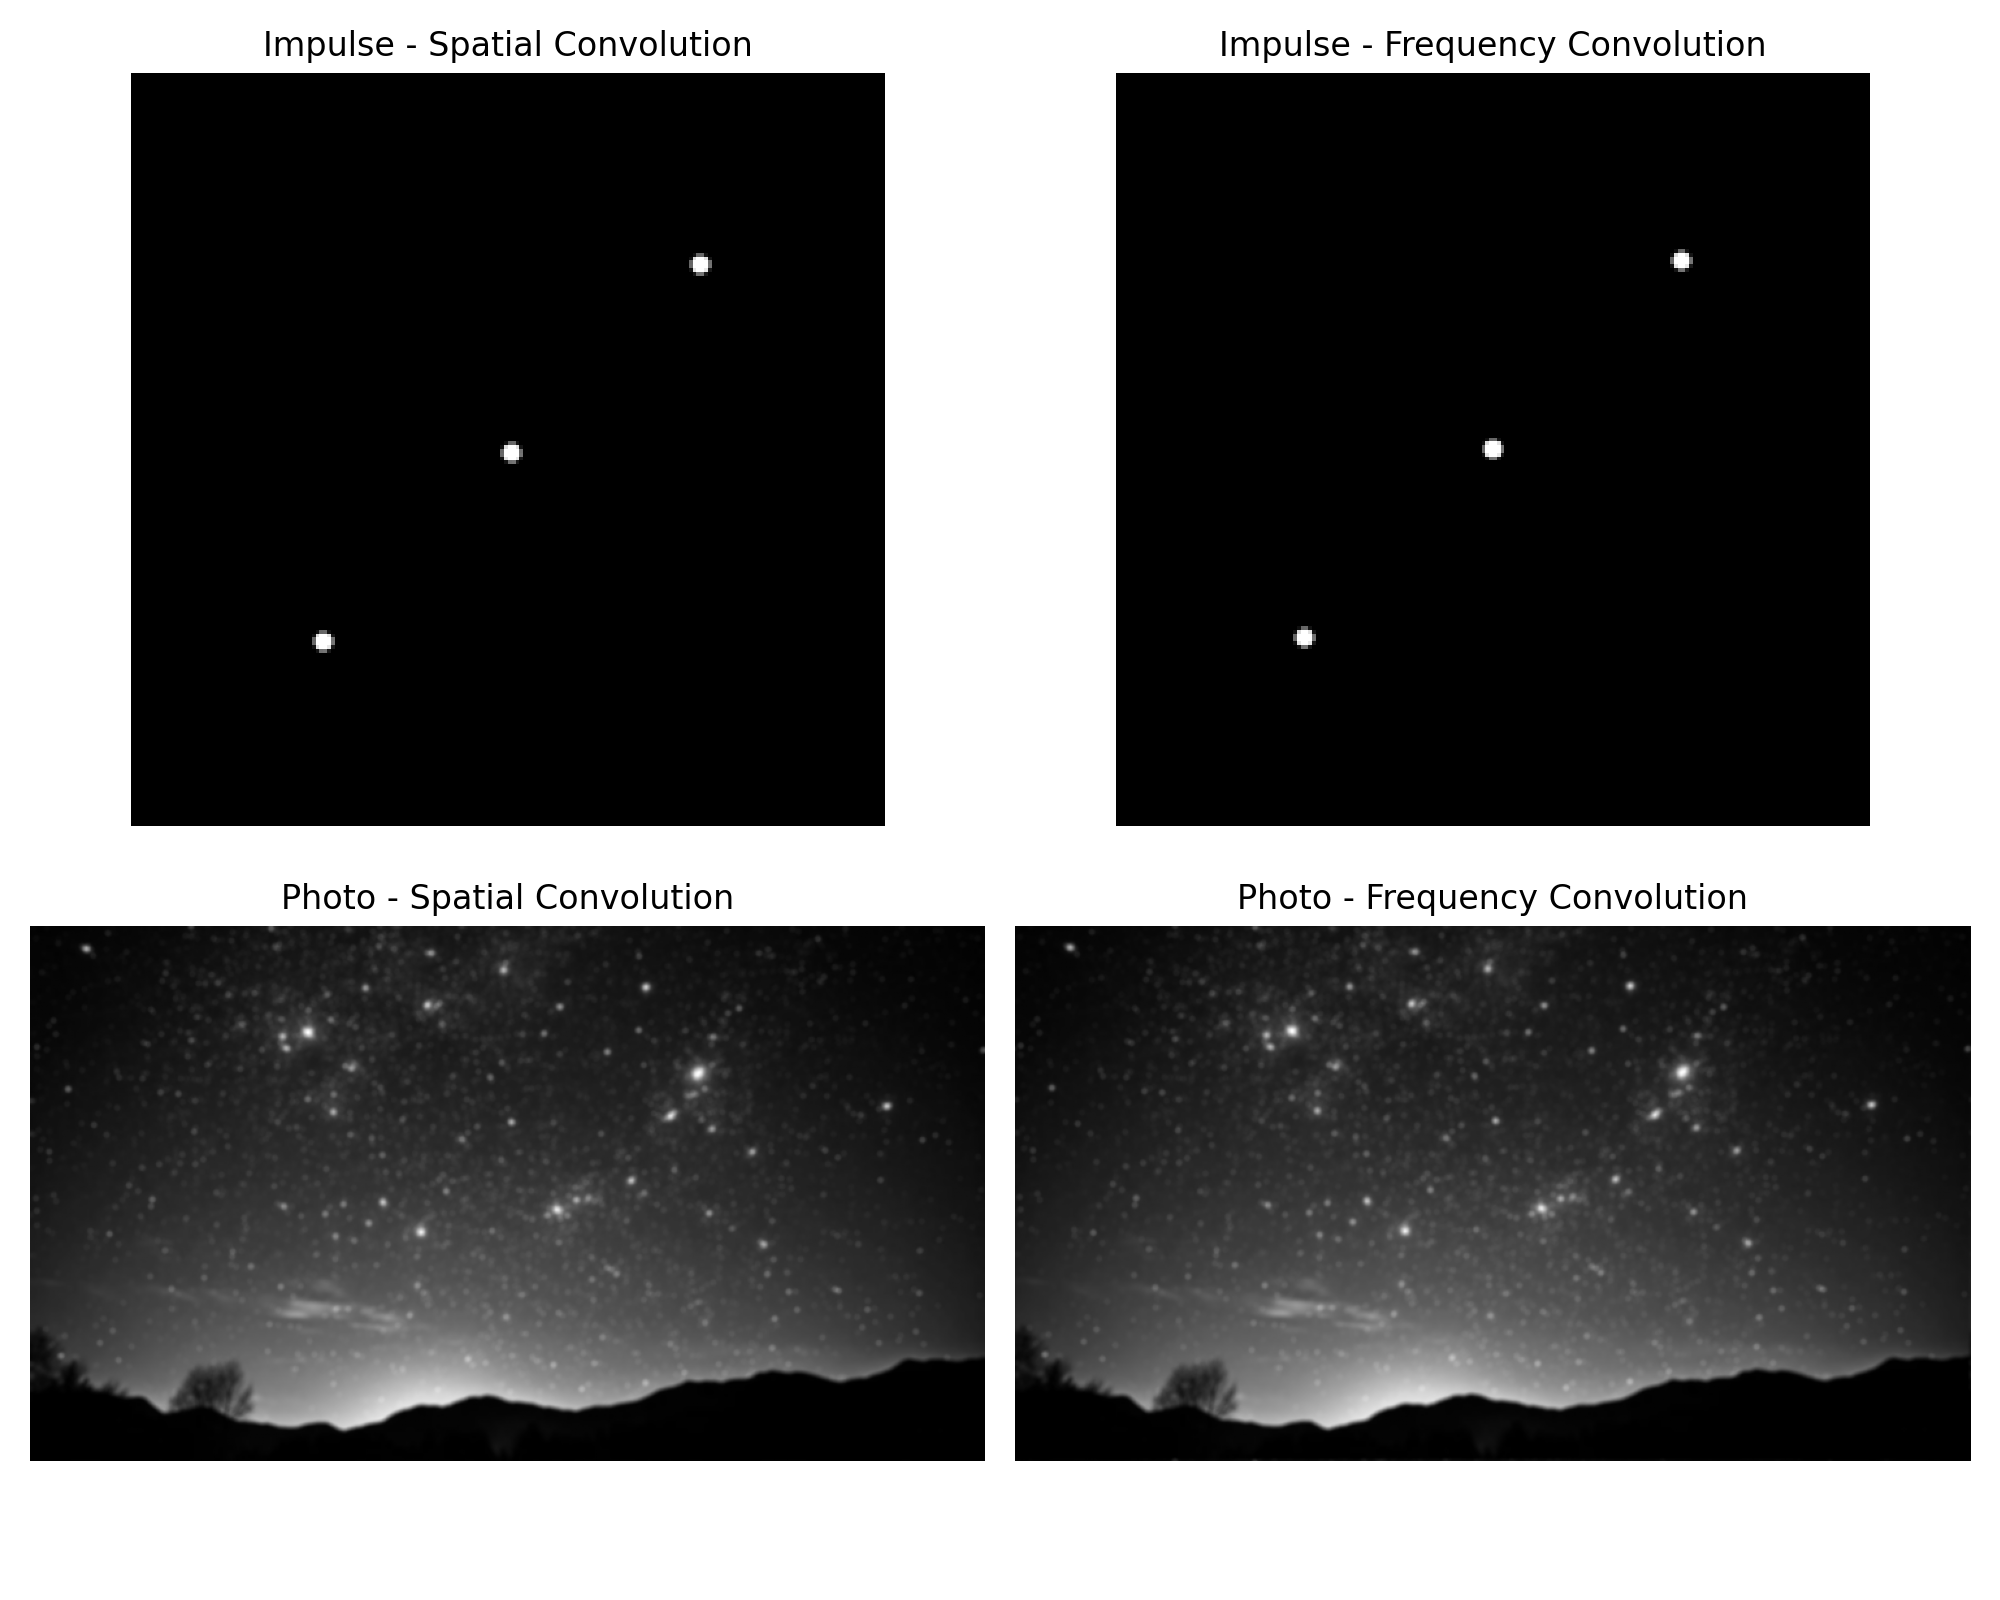 Impulse - Spatial Convolution
Impulse - Frequency Convolution
Photo - Spatial Convolution
Photo - Frequency Convolution